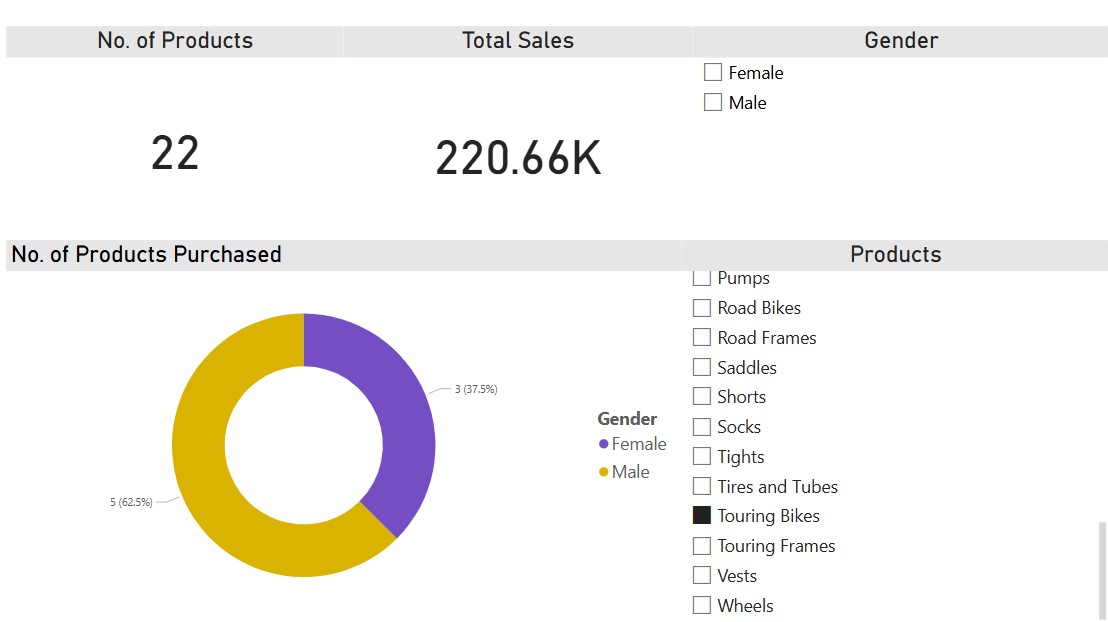 No. of Products
Total Sales
Gender
Female
Male
22
220.66K
No. of Products Purchased
Products
3 (37.5%)
5 (62.5%)
Gender
Female
Male
Pumps
Road Bikes
Road Frames
Saddles
Shorts
Socks
Tights
Tires and Tubes
Touring Bikes
Touring Frames
Vests
Wheels